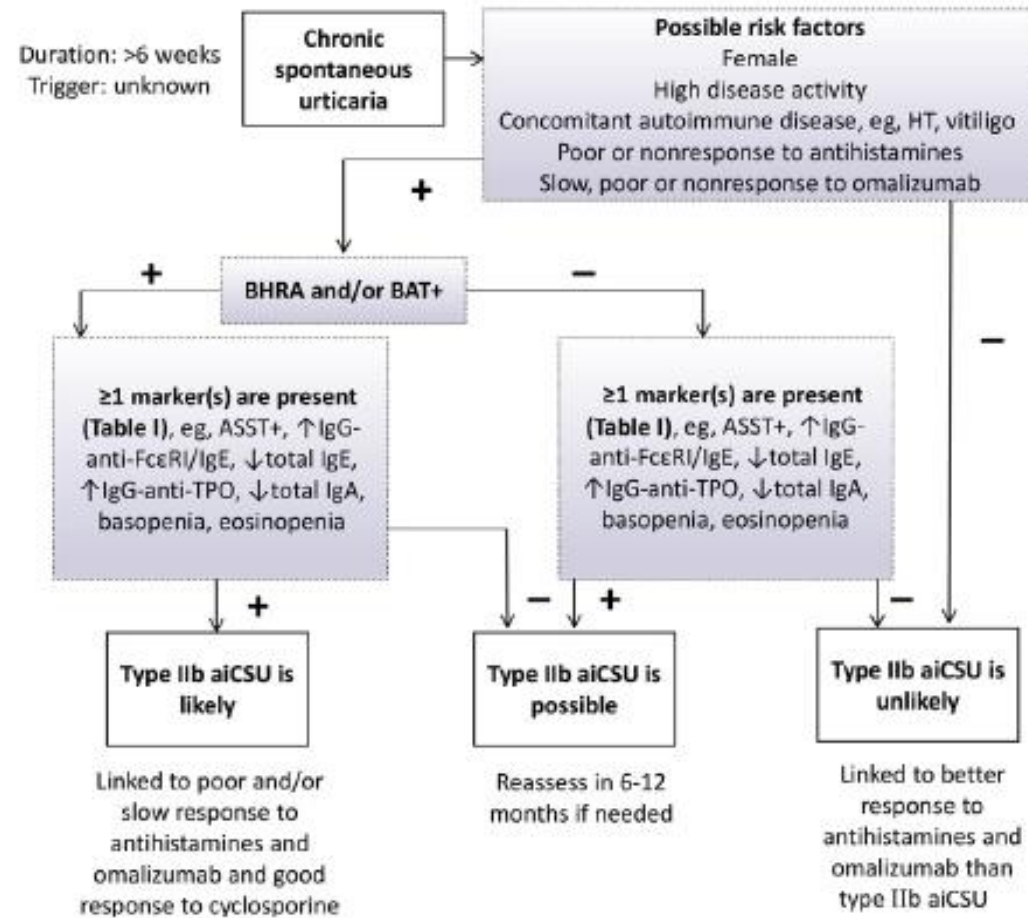 Duration: >6 weeks
Trigger: unknown
Chronic
spontaneous
urticaria
Possible risk factors
Female
High disease activity
Concomitant autoimmune disease, eg, HT, vitiligo
Poor or nonresponse to antihistamines
Slow, poor or nonresponse to omalizumab
+
−
+
BHRA and/or BAT+
−
≥1 marker(s) are present
(Table I), eg, ASST+, ↑IgG-
anti-FcεRI/IgE, ↓total IgE,
↑IgG-anti-TPO, ↓total IgA,
basopenia, eosinopenia
≥1 marker(s) are present
(Table I), eg, ASST+, ↑IgG-
anti-FcεRI/IgE, ↓total IgE,
↑IgG-anti-TPO, ↓total IgA,
basopenia, eosinopenia
+
−
+
−
Type IIb aiCSU is
likely
Type IIb aiCSU is
possible
Type IIb aiCSU is
unlikely
Linked to poor and/or
slow response to
antihistamines and
omalizumab and good
response to cyclosporine
Reassess in 6-12
months if needed
Linked to better
response to
antihistamines and
omalizumab than
type IIb aiCSU